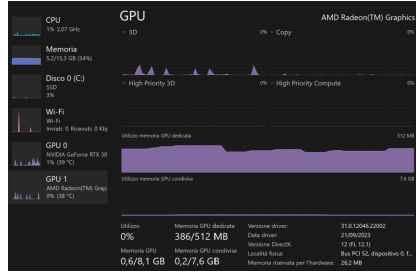 CPU
1% 2,07 GHz
Memoria
5,2/15,3 GB (34%)
Disco 0 (C:)
SSD
3%
Wi-Fi
Wi-Fi
Inviati: 0 Ricevuti: 0 Kb
GPU 0
NVIDIA GeForce RTX 30
1% (39 °C)
GPU 1
AMD Radeon(TM) Grap
0% (38 °C)
GPU
AMD Radeon(TM) Graphics
3D 0%
Copy 0%
High Priority 3D 0%
High Priority Compute 0%
Utilizzo memoria GPU dedicata 512 MB
Utilizzo memoria GPU condivisa 7,6 GB
Utilizzo
0%
Memoria GPU dedicata
386/512 MB
Memoria GPU
0,6/8,1 GB
Memoria GPU condivisa
0,2/7,6 GB
Versione driver: 31.0.12046.22002
Data driver: 21/09/2023
Versione DirectX: 12 (FL 12.1)
Località fisica: Bus PCI 52, dispositivo 0, f...
Memoria riservata per l'hardware: 26,2 MB